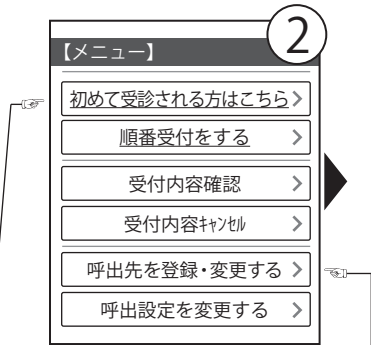 ②
【メニュー】
初めて受診される方はこちら>
順番受付をする >
受付内容確認 >
受付内容ｷｬﾝｾﾙ >
呼出先を登録・変更する >
呼出設定を変更する >